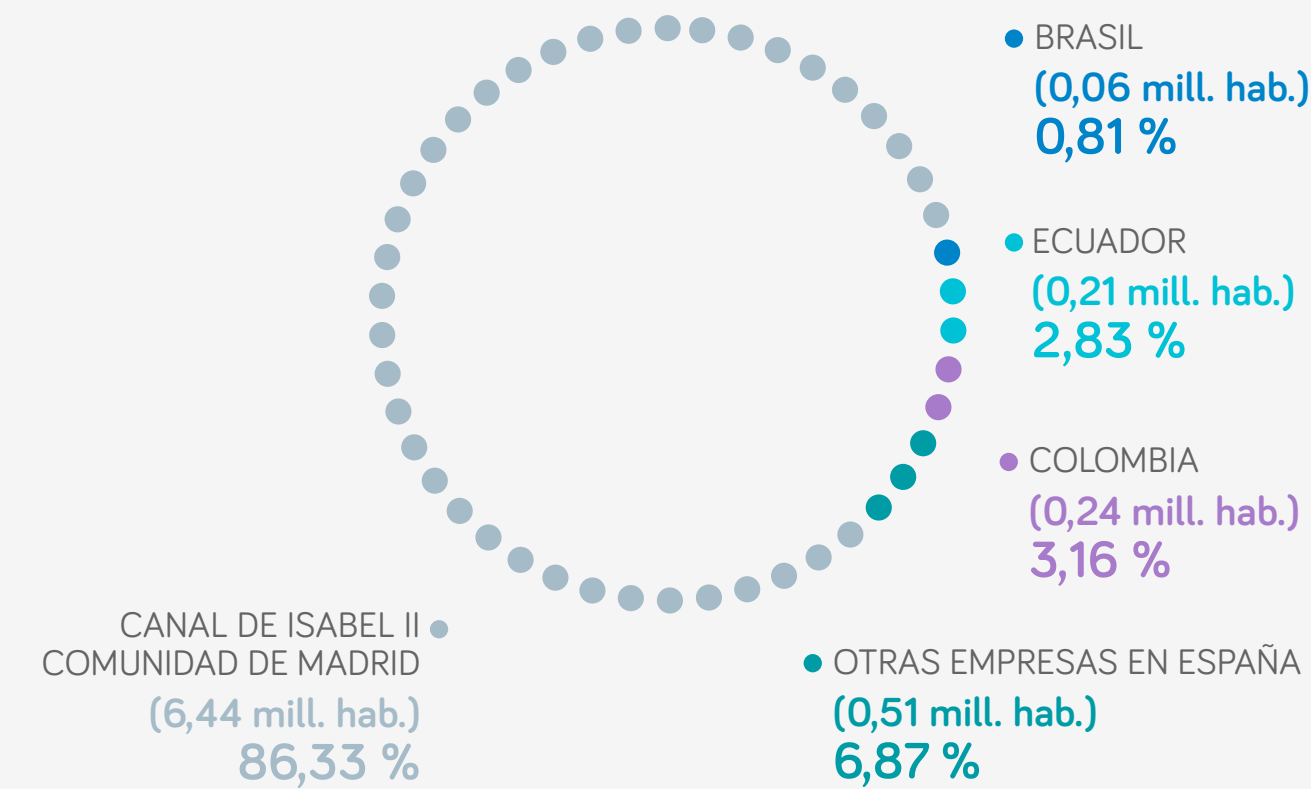 BRASIL
(0,06 mill. hab.)
0,81 %
ECUADOR
(0,21 mill. hab.)
2,83 %
COLOMBIA
(0,24 mill. hab.)
3,16 %
OTRAS EMPRESAS EN ESPAÑA
(0,51 mill. hab.)
6,87 %
CANAL DE ISABEL II
COMUNIDAD DE MADRID
(6,44 mill. hab.)
86,33 %